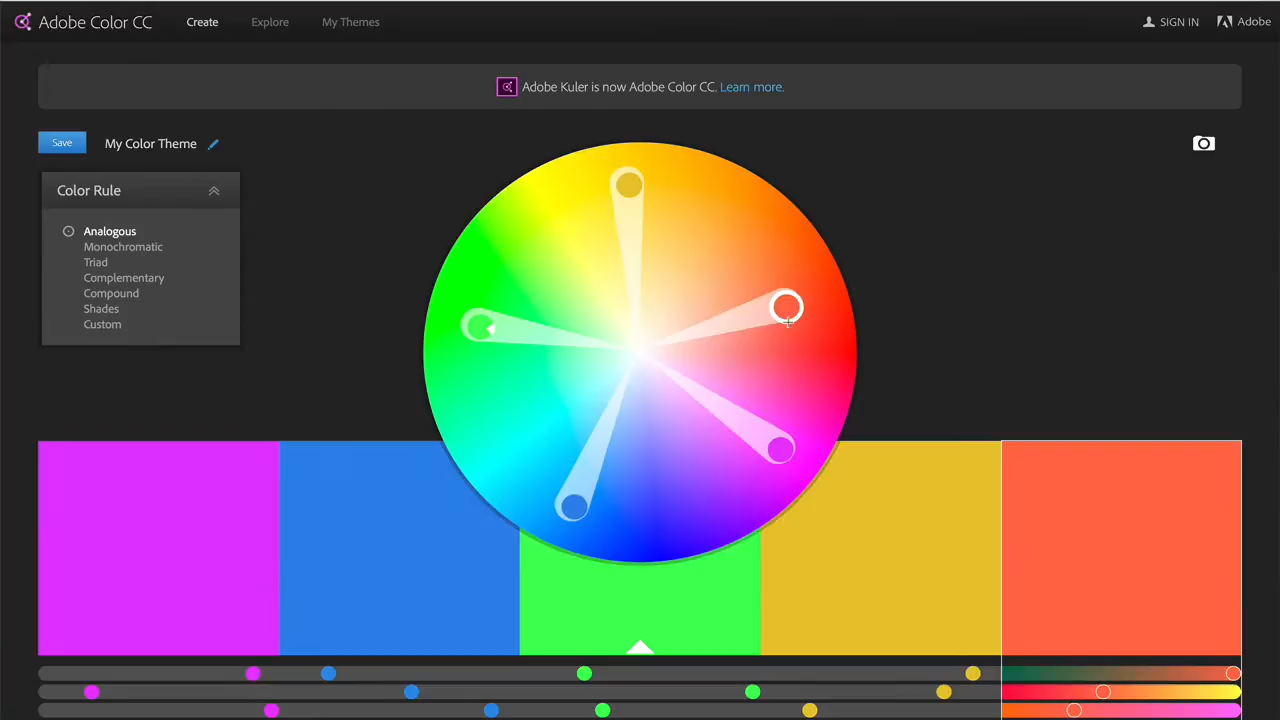 Adobe Color CC Create Explore My Themes SIGN IN Adobe
Adobe Kuler is now Adobe Color CC. Learn more.
Save My Color Theme
Color Rule
Analogous
Monochromatic
Triad
Complementary
Compound
Shades
Custom